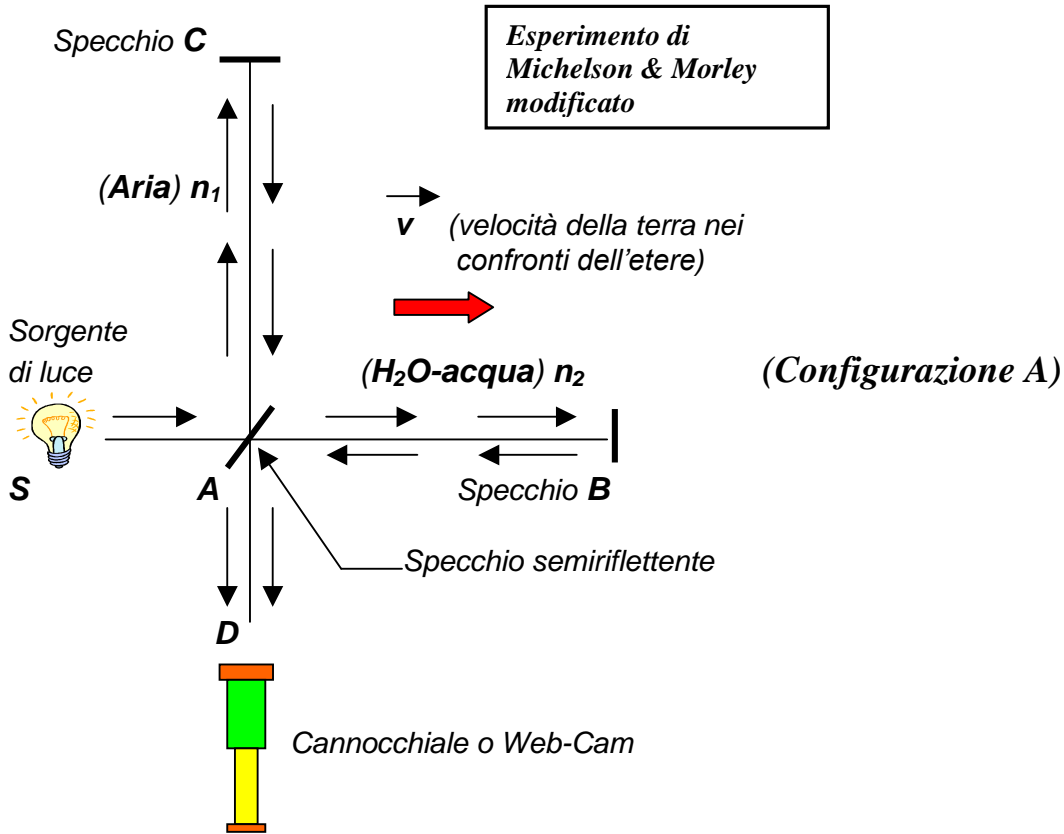 Specchio C
Esperimento di
Michelson & Morley
modificato
(Aria) n₁
v (velocità della terra nei
confronti dell'etere)
Sorgente
di luce
(H₂O-acqua) n₂
(Configurazione A)
S
A
Specchio B
Specchio semiriflettente
D
Cannocchiale o Web-Cam